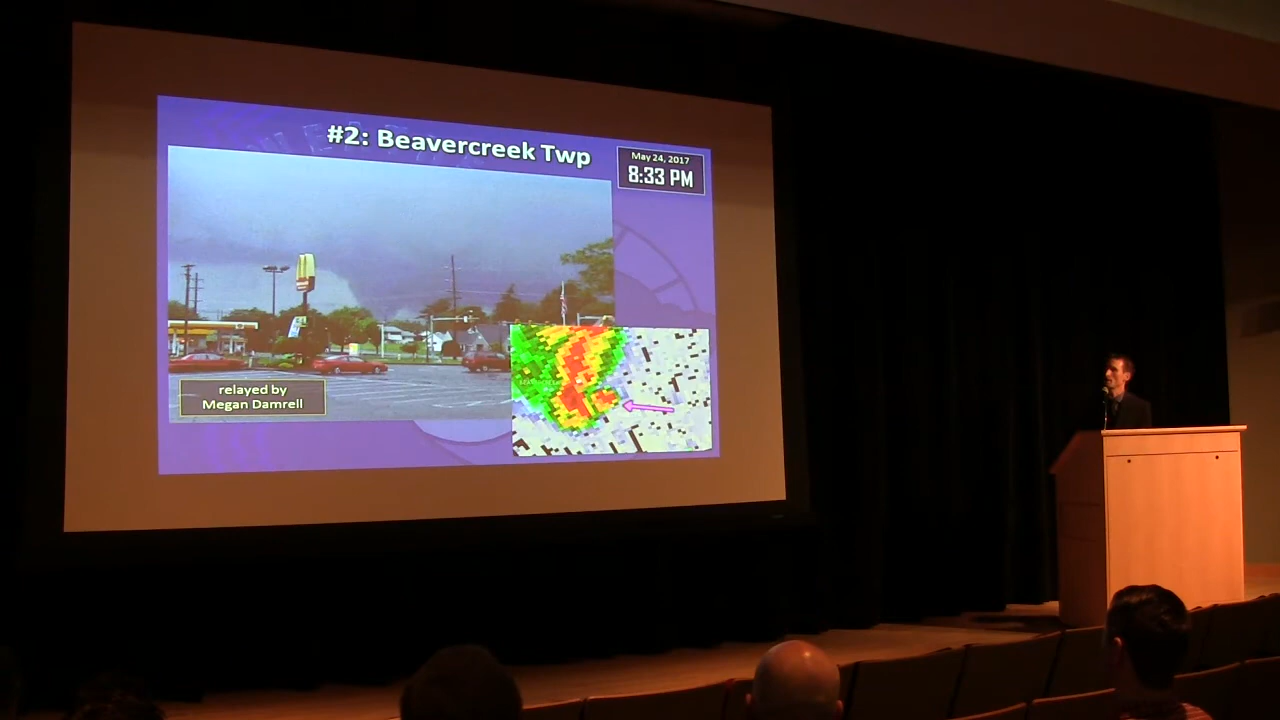 #2: Beavercreek Twp
May 24, 2017
8:33 PM
relayed by
Megan Damrell